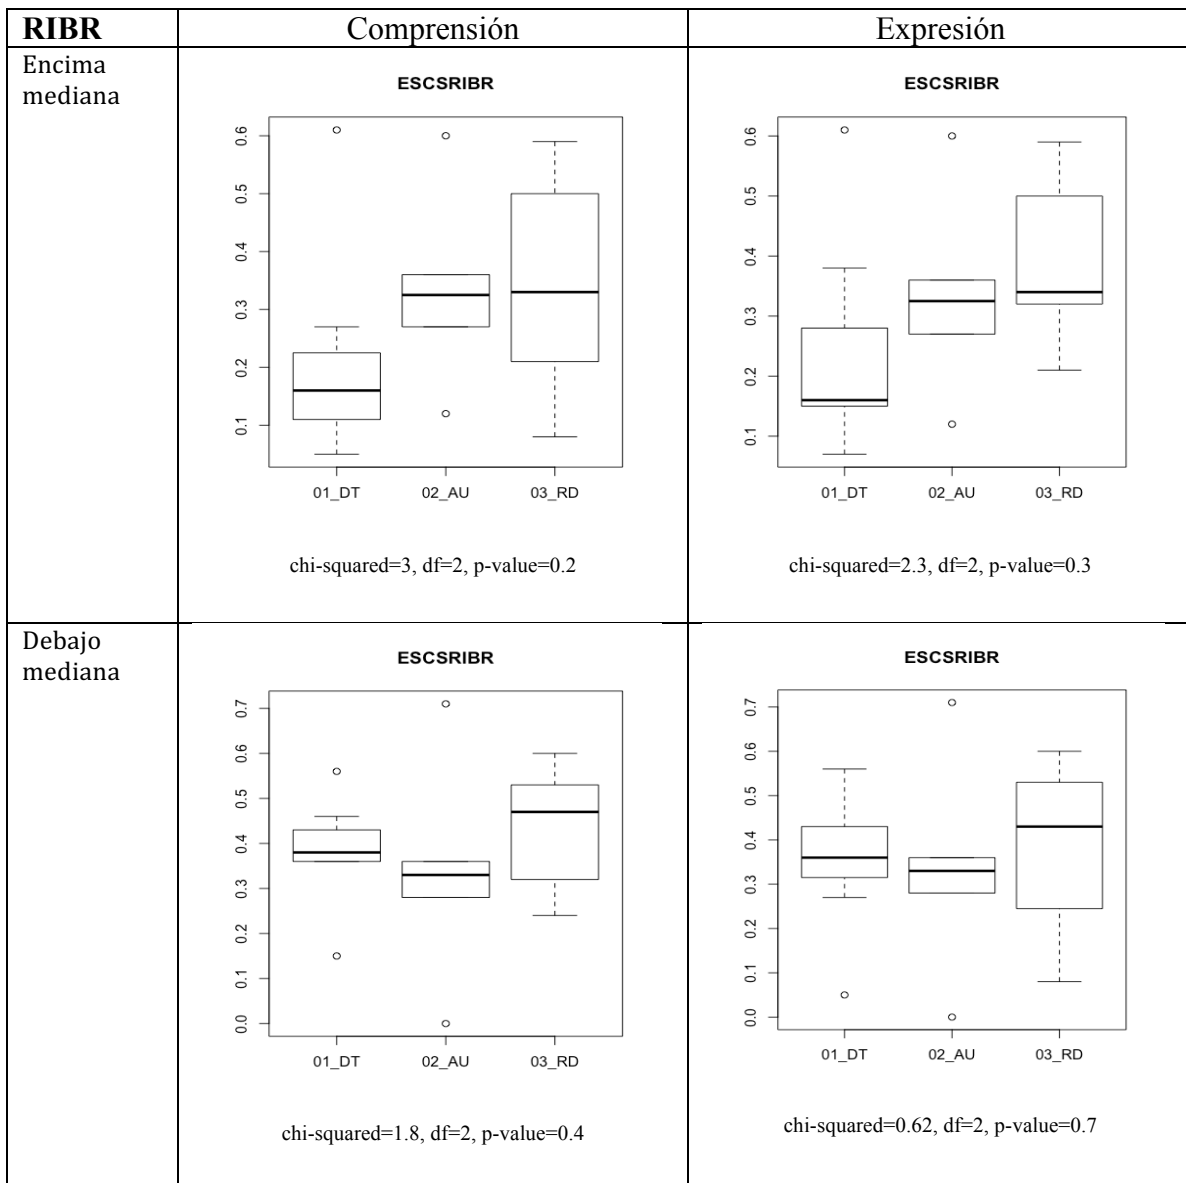 RIBR Comprensión Expresión
Encima
mediana
ESCSRIBR
0.6
0.5
0.4
0.3
0.2
0.1
01_DT 02_AU 03_RD
chi-squared=3, df=2, p-value=0.2
ESCSRIBR
0.6
0.5
0.4
0.3
0.2
0.1
01_DT 02_AU 03_RD
chi-squared=2.3, df=2, p-value=0.3
Debajo
mediana
ESCSRIBR
0.7
0.6
0.5
0.4
0.3
0.2
0.1
0.0
01_DT 02_AU 03_RD
chi-squared=1.8, df=2, p-value=0.4
ESCSRIBR
0.7
0.6
0.5
0.4
0.3
0.2
0.1
0.0
01_DT 02_AU 03_RD
chi-squared=0.62, df=2, p-value=0.7